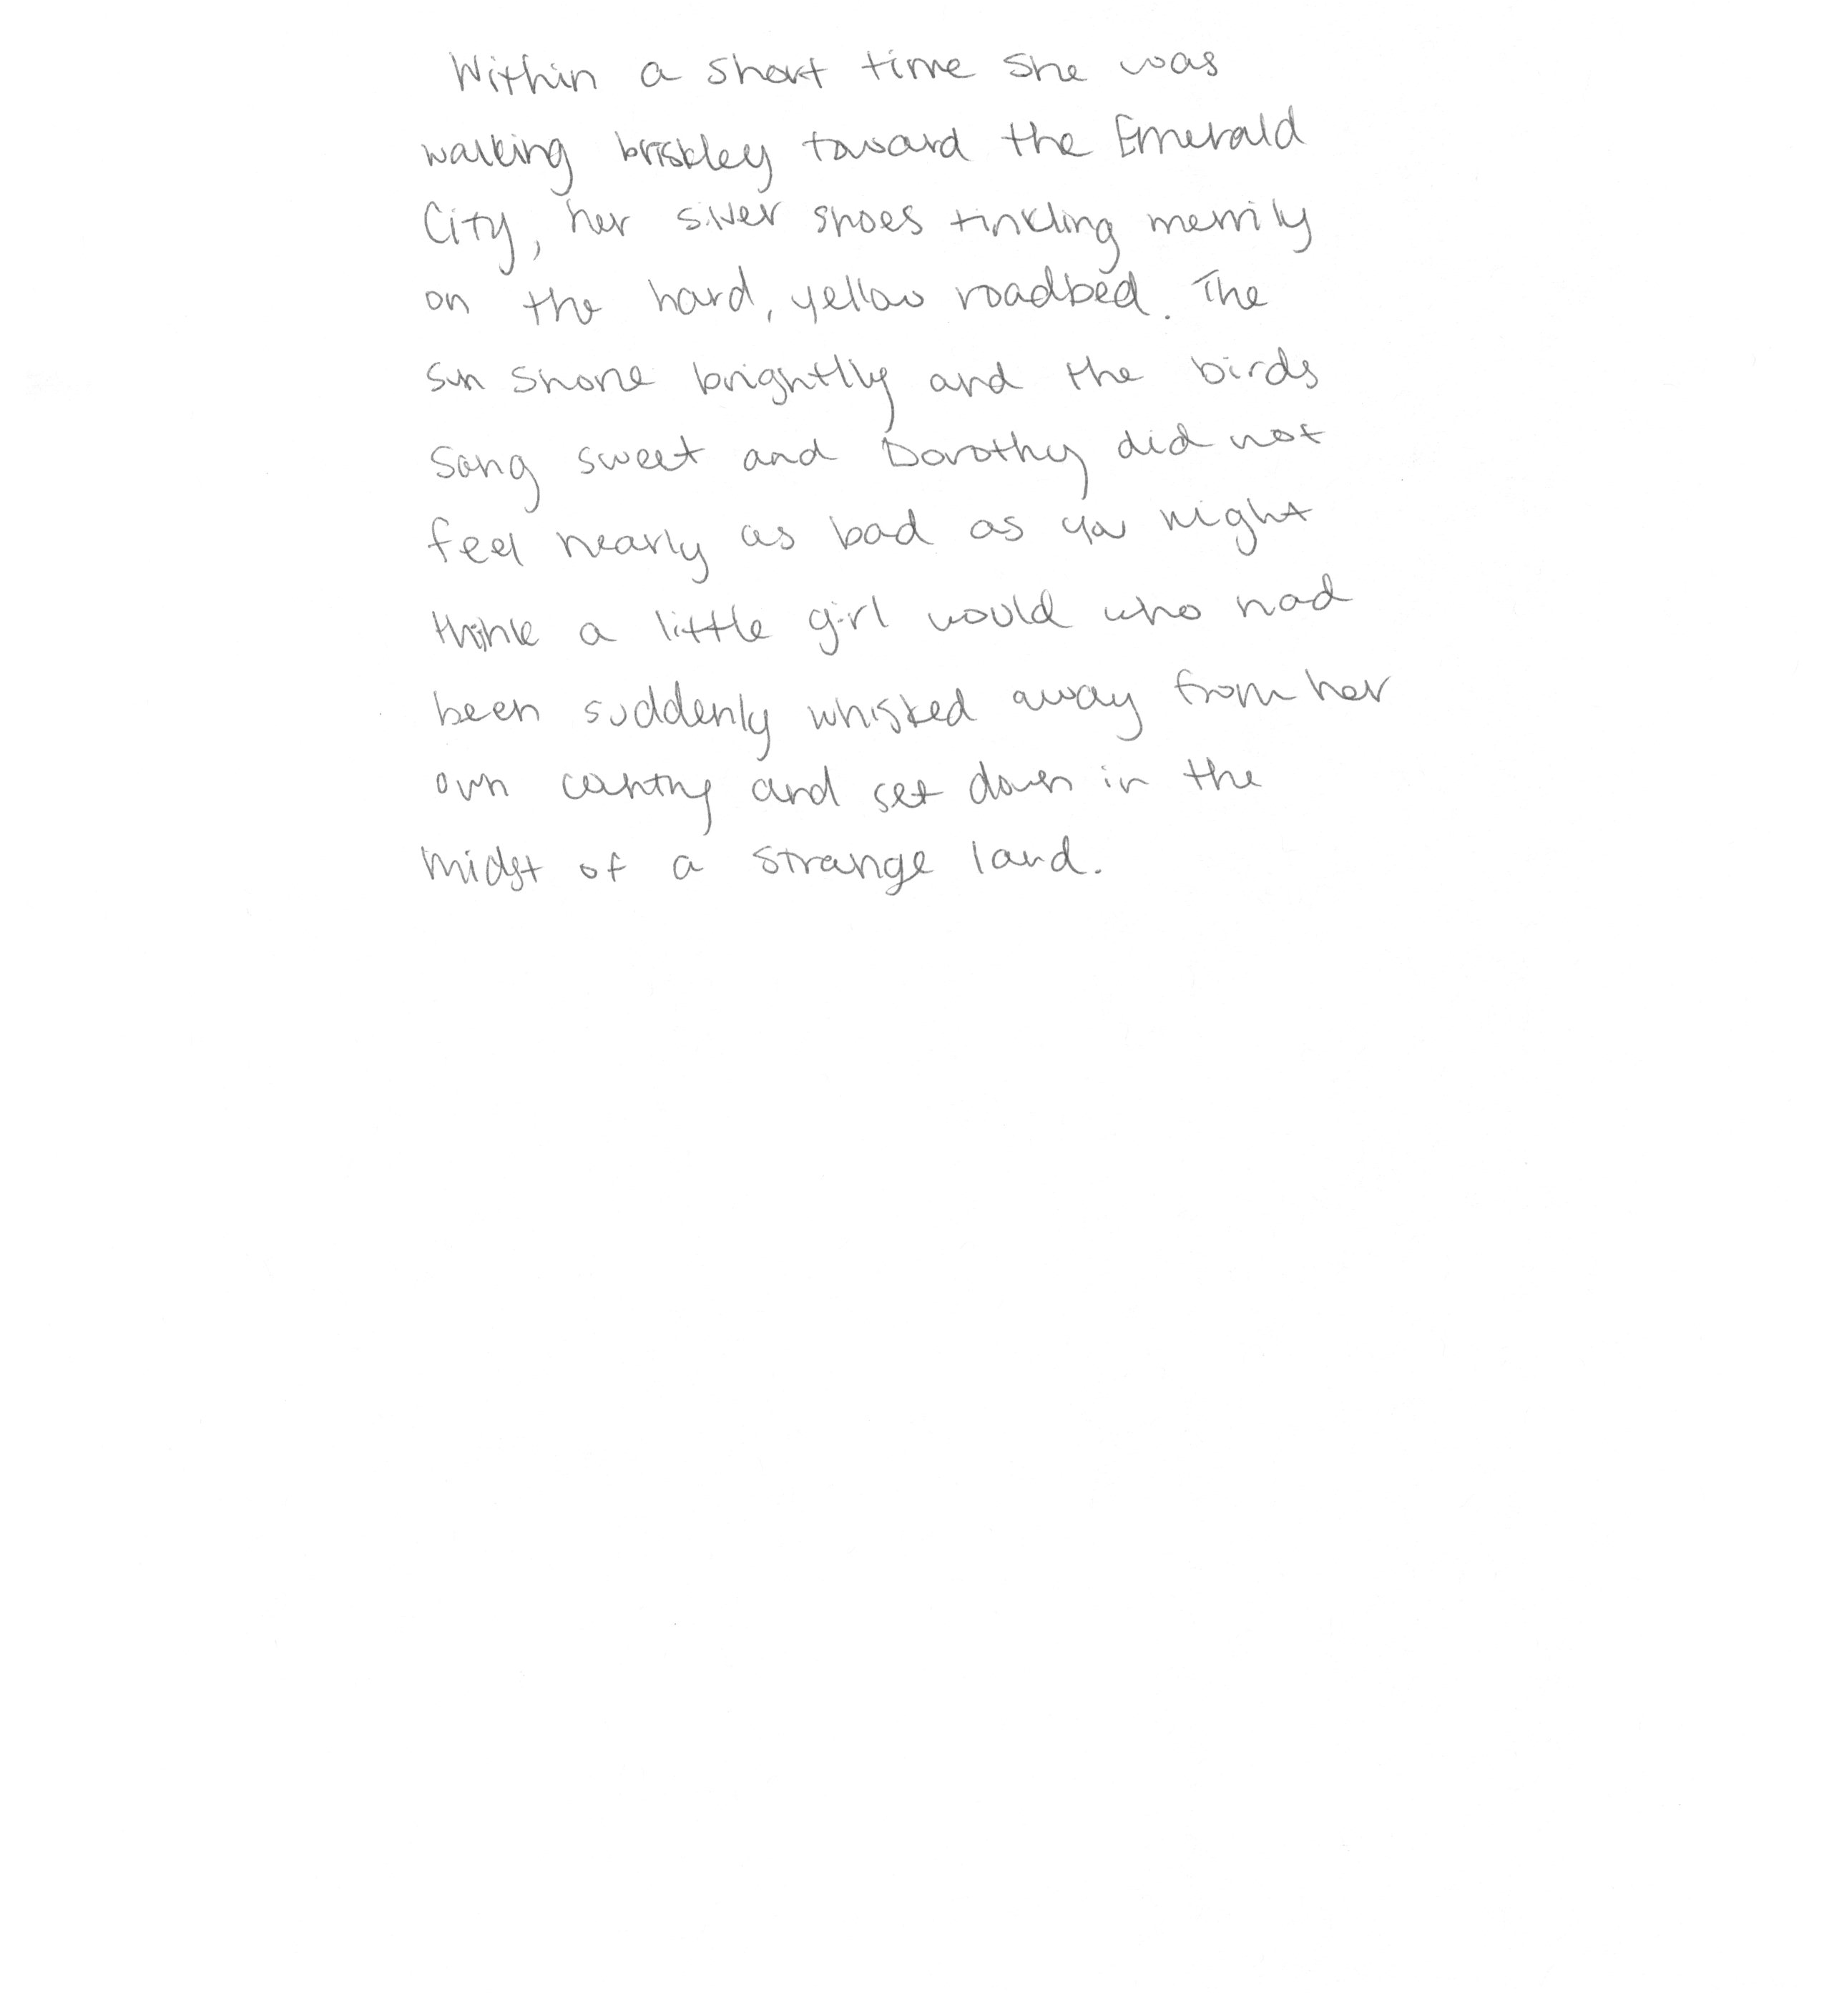 Within a short time she was
walking briskley toward the Emerald
City, her silver shoes tinkling merrily
on the hard, yellow roadbed. The
sun shone brightlly and the birds
sang sweet and Dorothy did not
feel nearly as bad as you might
think a little girl would who had
been suddenly whisked away from her
own country and set down in the
midst of a strange land.